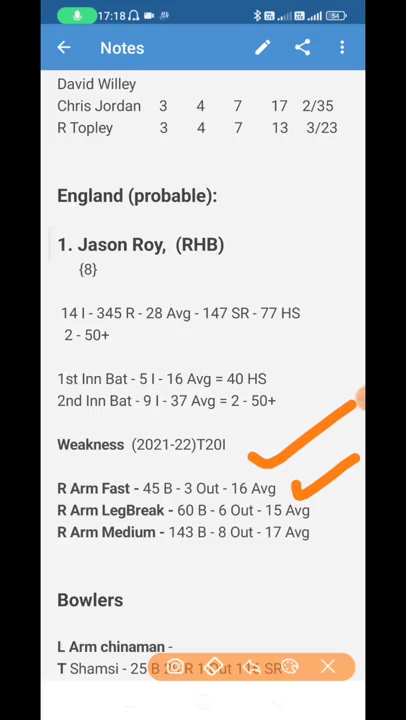 17:18
54
Notes
David Willey
Chris Jordan 3 4 7 17 2/35
R Topley 3 4 7 13 3/23
England (probable):
1. Jason Roy, (RHB)
{8}
14 I - 345 R - 28 Avg - 147 SR - 77 HS
2 - 50+
1st Inn Bat - 5 I - 16 Avg = 40 HS
2nd Inn Bat - 9 I - 37 Avg = 2 - 50+
Weakness (2021-22)T20I
R Arm Fast - 45 B - 3 Out - 16 Avg
R Arm LegBreak - 60 B - 6 Out - 15 Avg
R Arm Medium - 143 B - 8 Out - 17 Avg
Bowlers
L Arm chinaman -
T Shamsi - 25 B R 1 Out SR